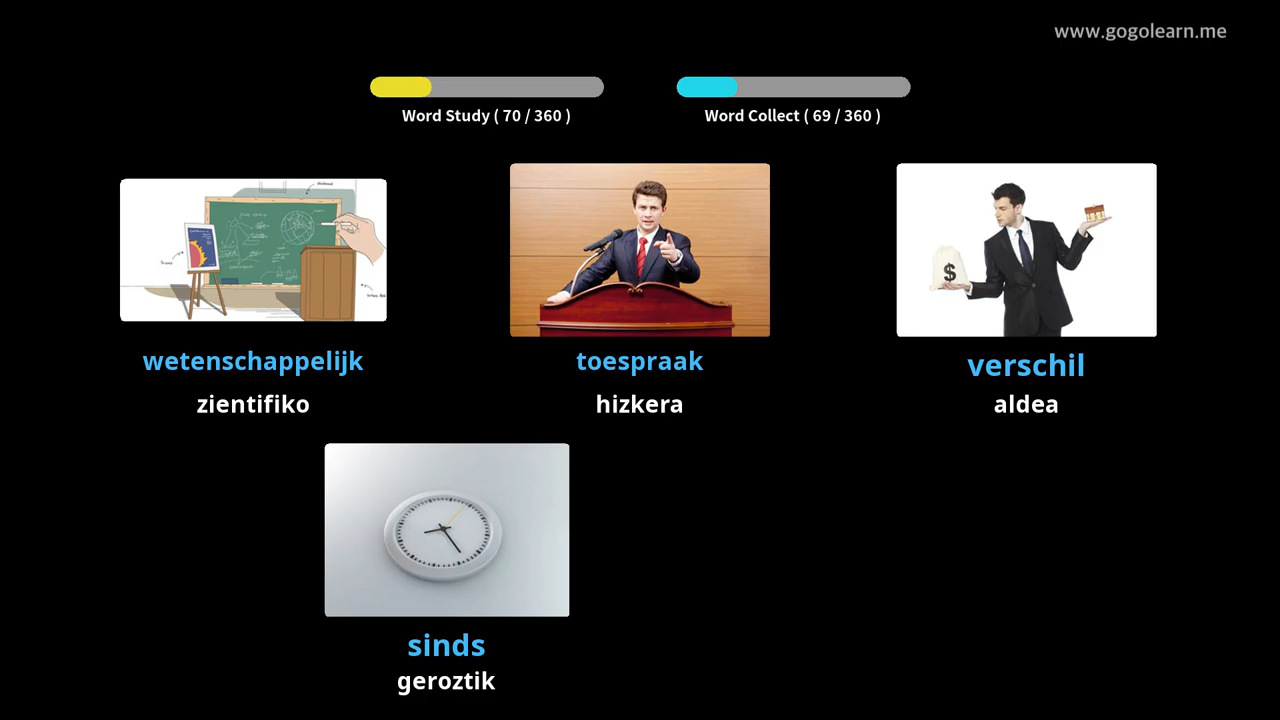 www.gogolearn.me
Word Study ( 70 / 360 )
Word Collect ( 69 / 360 )
wetenschappelijk
toespraak
verschil
zientifiko
hizkera
aldea
$
sinds
geroztik